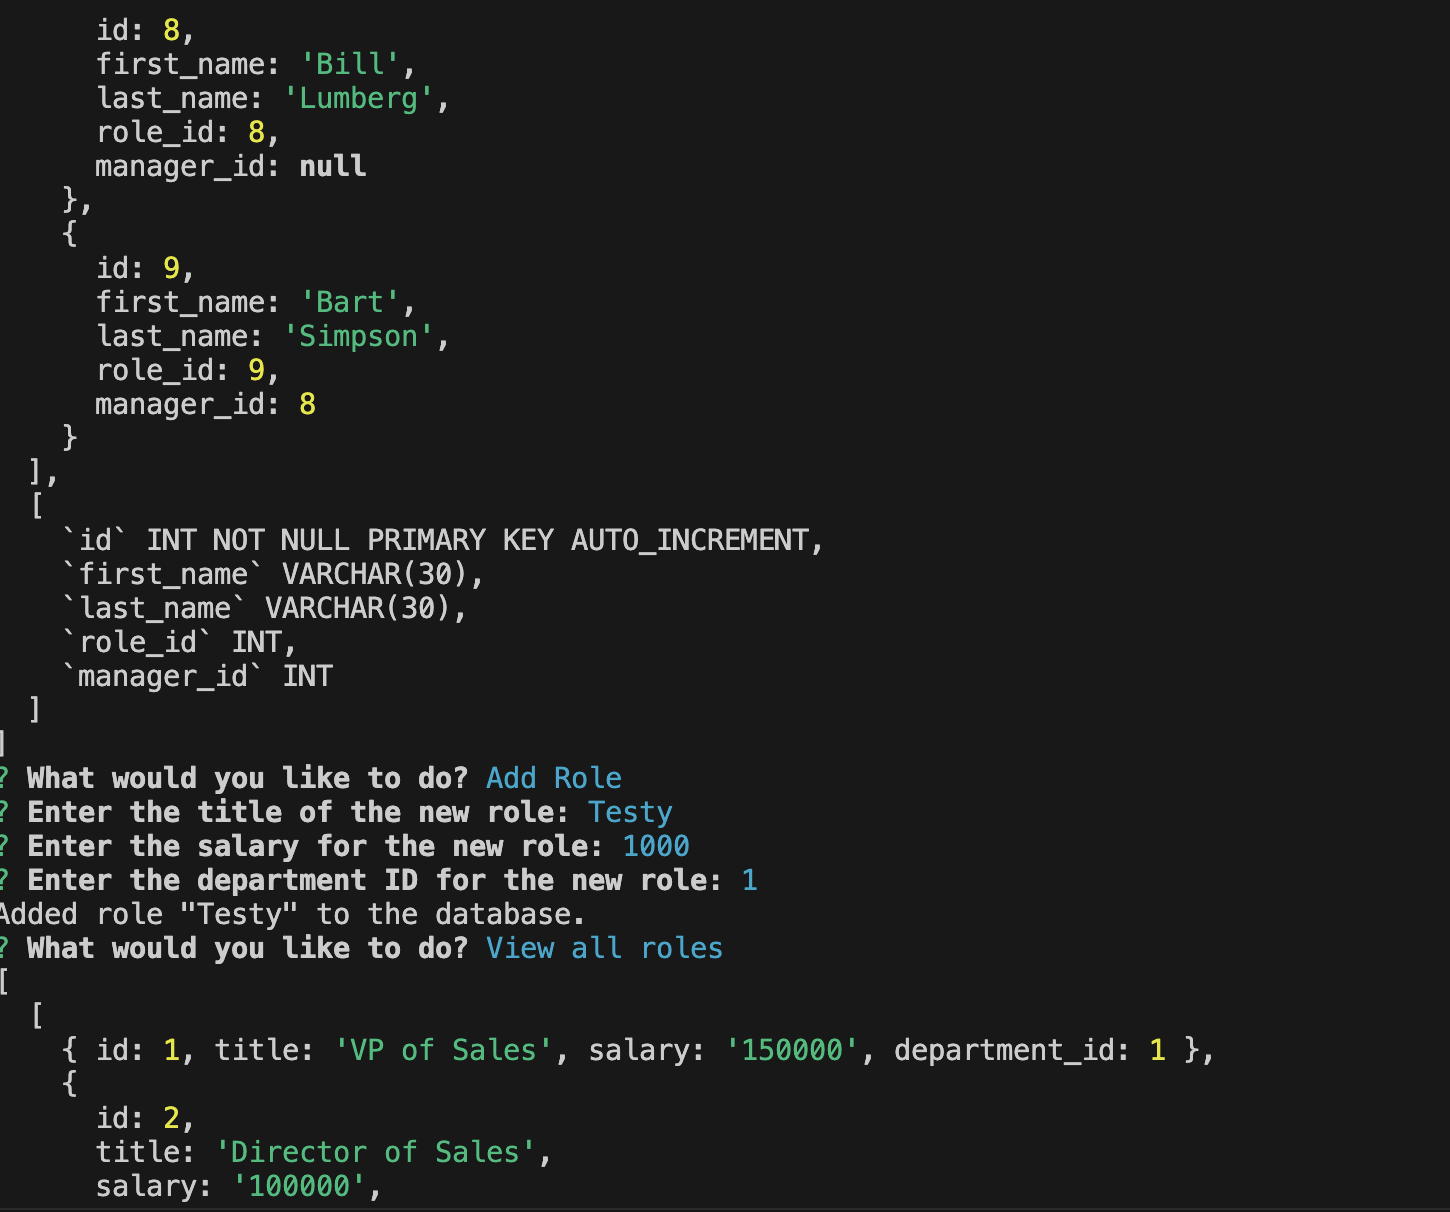 id: 8,
first_name: 'Bill',
last_name: 'Lumberg',
role_id: 8,
manager_id: null
},
{
id: 9,
first_name: 'Bart',
last_name: 'Simpson',
role_id: 9,
manager_id: 8
}
],
[
`id` INT NOT NULL PRIMARY KEY AUTO_INCREMENT,
`first_name` VARCHAR(30),
`last_name` VARCHAR(30),
`role_id` INT,
`manager_id` INT
]
]
? What would you like to do? Add Role
? Enter the title of the new role: Testy
? Enter the salary for the new role: 1000
? Enter the department ID for the new role: 1
Added role "Testy" to the database.
? What would you like to do? View all roles
[
[
{ id: 1, title: 'VP of Sales', salary: '150000', department_id: 1 },
{
id: 2,
title: 'Director of Sales',
salary: '100000',